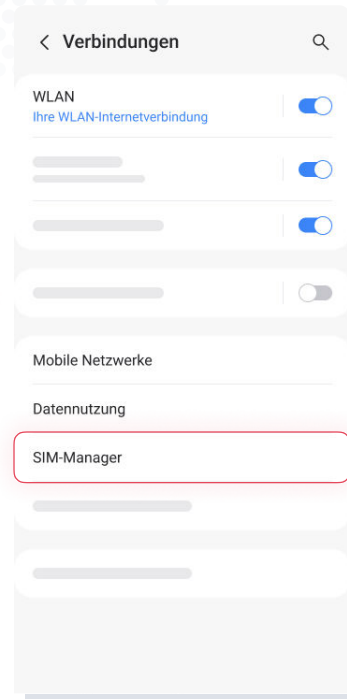 Verbindungen
WLAN
Ihre WLAN-Internetverbindung
Mobile Netzwerke
Datennutzung
SIM-Manager